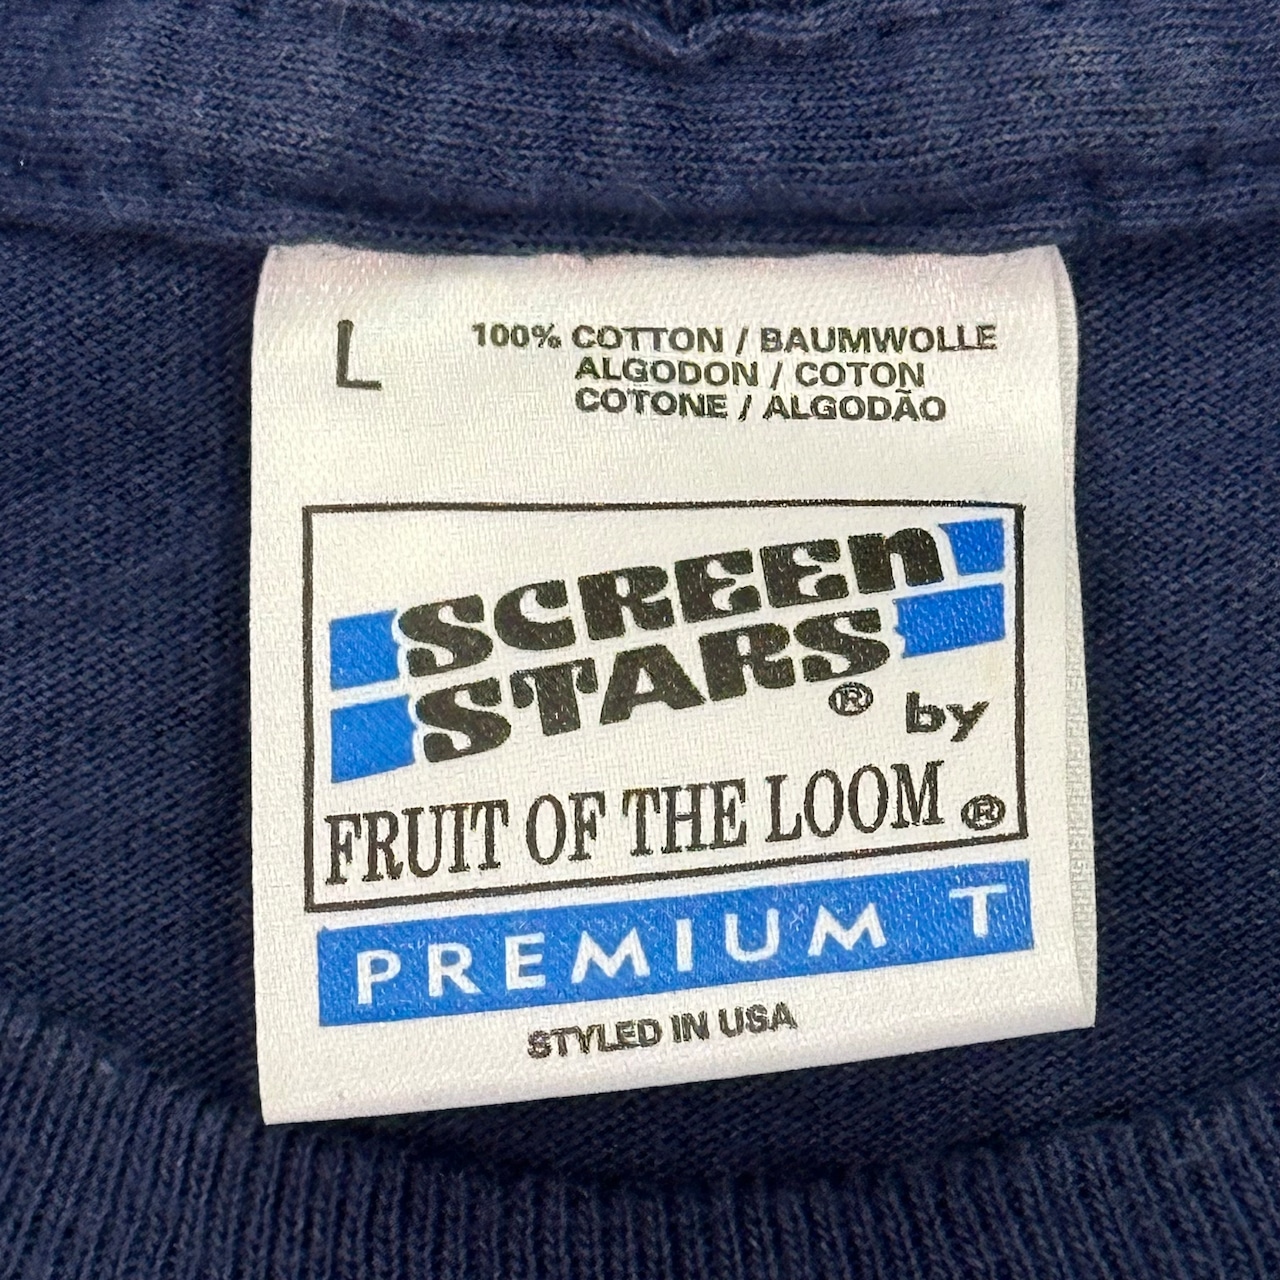 L
100% COTTON / BAUMWOLLE
ALGODON / COTON
COTONE / ALGODÃO
SCREEn
STARS® by
FRUIT OF THE LOOM®
PREMIUM T
STYLED IN USA